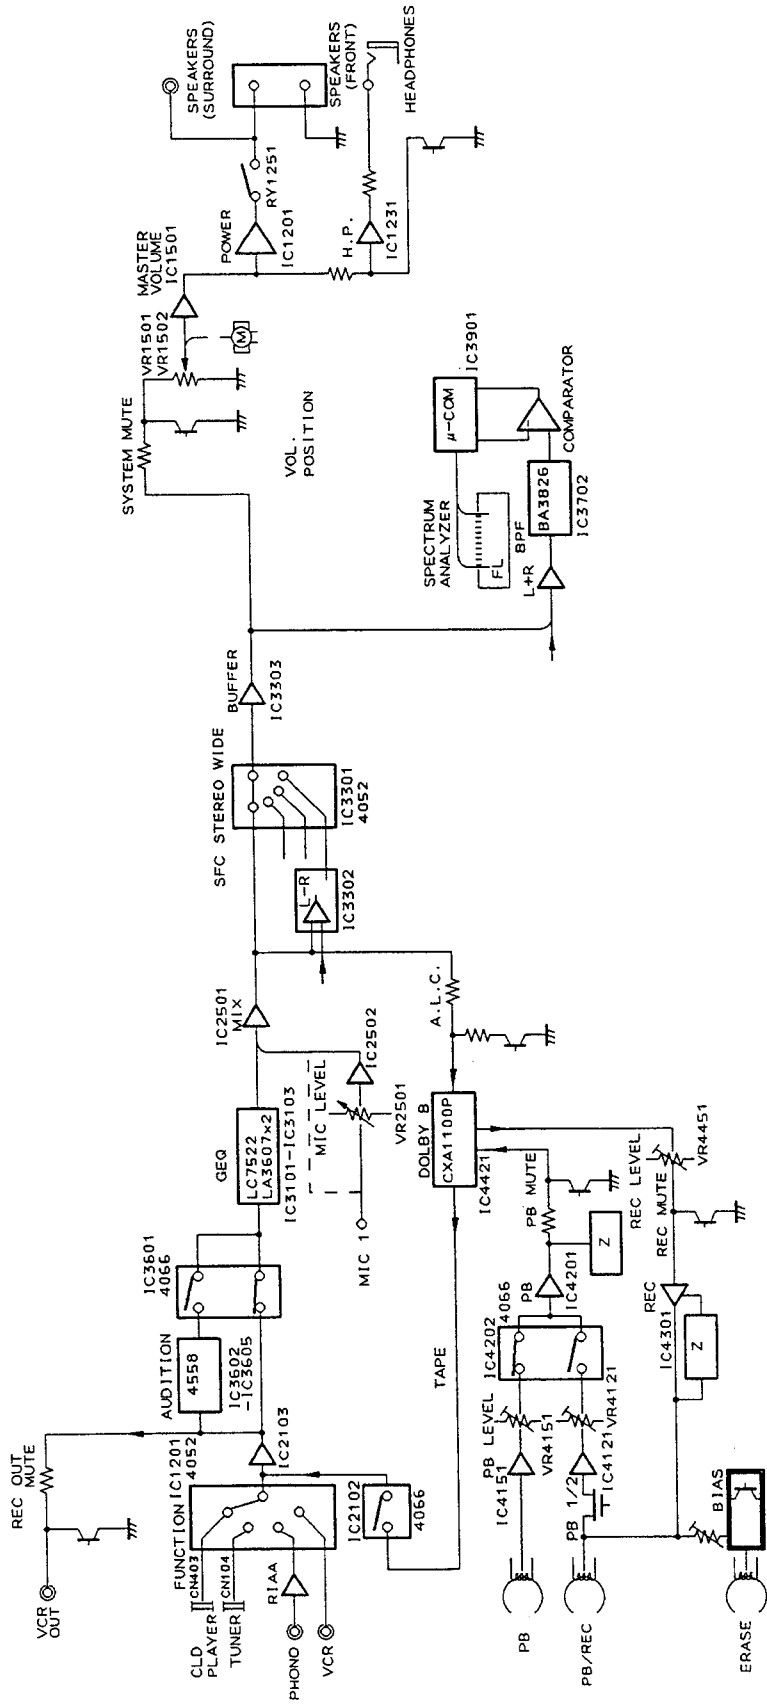 VCR
OUT
REC OUT
MUTE
CLD
PLAYER
CN403
TUNER
CN104
PHONO
RIAA
VCR
FUNCTION IC1201
4052
IC2103
IC2102
4066
AUDITION
4558
IC3602
-IC3605
IC3601
4066
GEQ
LC7522
LA3607×2
IC3101-IC3103
MIC 1
MIC LEVEL
VR2501
IC2502
IC2501
MIX
L-R
IC3302
SFC STEREO WIDE
IC3301
4052
BUFFER
IC3303
SYSTEM MUTE
VR1501
VR1502
M
VOL.
POSITION
MASTER
VOLUME
IC1501
POWER
IC1201
RY1251
SPEAKERS
(SURROUND)
SPEAKERS
(FRONT)
H.P.
IC1231
HEADPHONES
SPECTRUM
ANALYZER
FL
L+R
BPF
BA3826
IC3702
COMPARATOR
μ-COM
IC3901
A.L.C.
DOLBY B
CXA1100P
IC4421
TAPE
PB
PB/REC
ERASE
IC4151
PB LEVEL
VR4151
PB 1/2
IC4121
VR4121
IC4202
4066
PB
IC4201
Z
PB MUTE
REC LEVEL
VR4451
REC MUTE
REC
IC4301
Z
BIAS